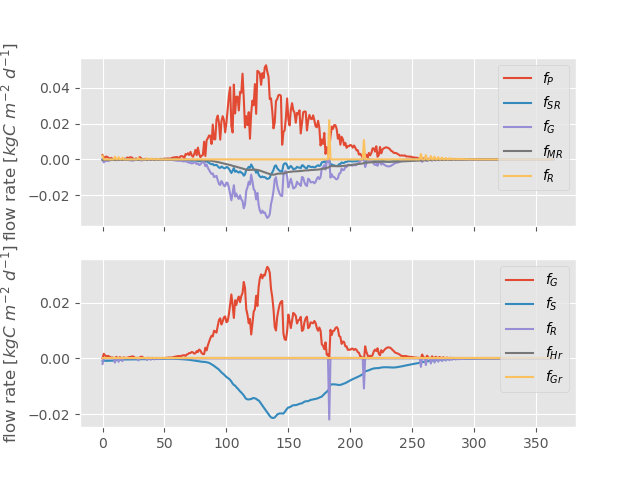 flow rate [kgC m⁻² d⁻¹]
0.04
0.02
0.00
−0.02
f_P
f_SR
f_G
f_MR
f_R
flow rate [kgC m⁻² d⁻¹]
0.02
0.00
−0.02
f_G
f_S
f_R
f_Hr
f_Gr
0 50 100 150 200 250 300 350